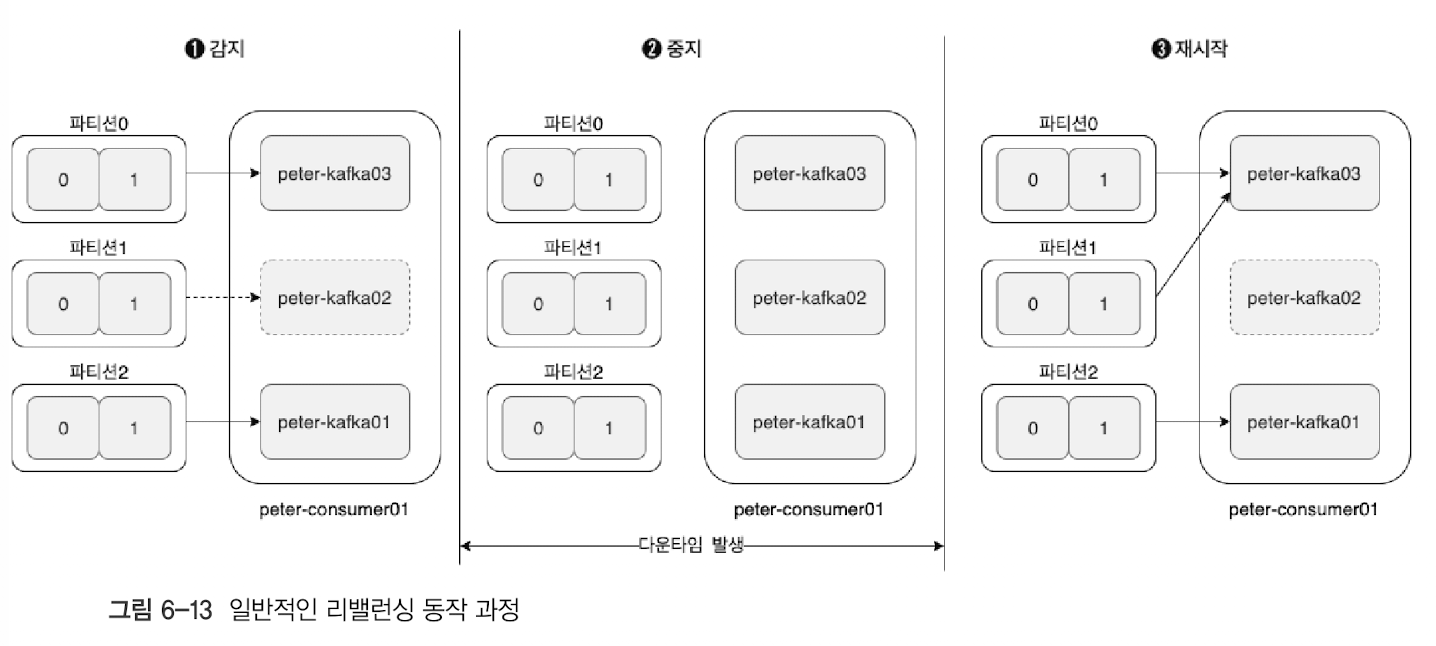 ❶ 감지
파티션0
0 1
peter-kafka03
파티션1
0 1
peter-kafka02
파티션2
0 1
peter-kafka01
peter-consumer01
❷ 중지
파티션0
0 1
peter-kafka03
파티션1
0 1
peter-kafka02
파티션2
0 1
peter-kafka01
peter-consumer01
다운타임 발생
❸ 재시작
파티션0
0 1
peter-kafka03
파티션1
0 1
peter-kafka02
파티션2
0 1
peter-kafka01
peter-consumer01
그림 6-13 일반적인 리밸런싱 동작 과정